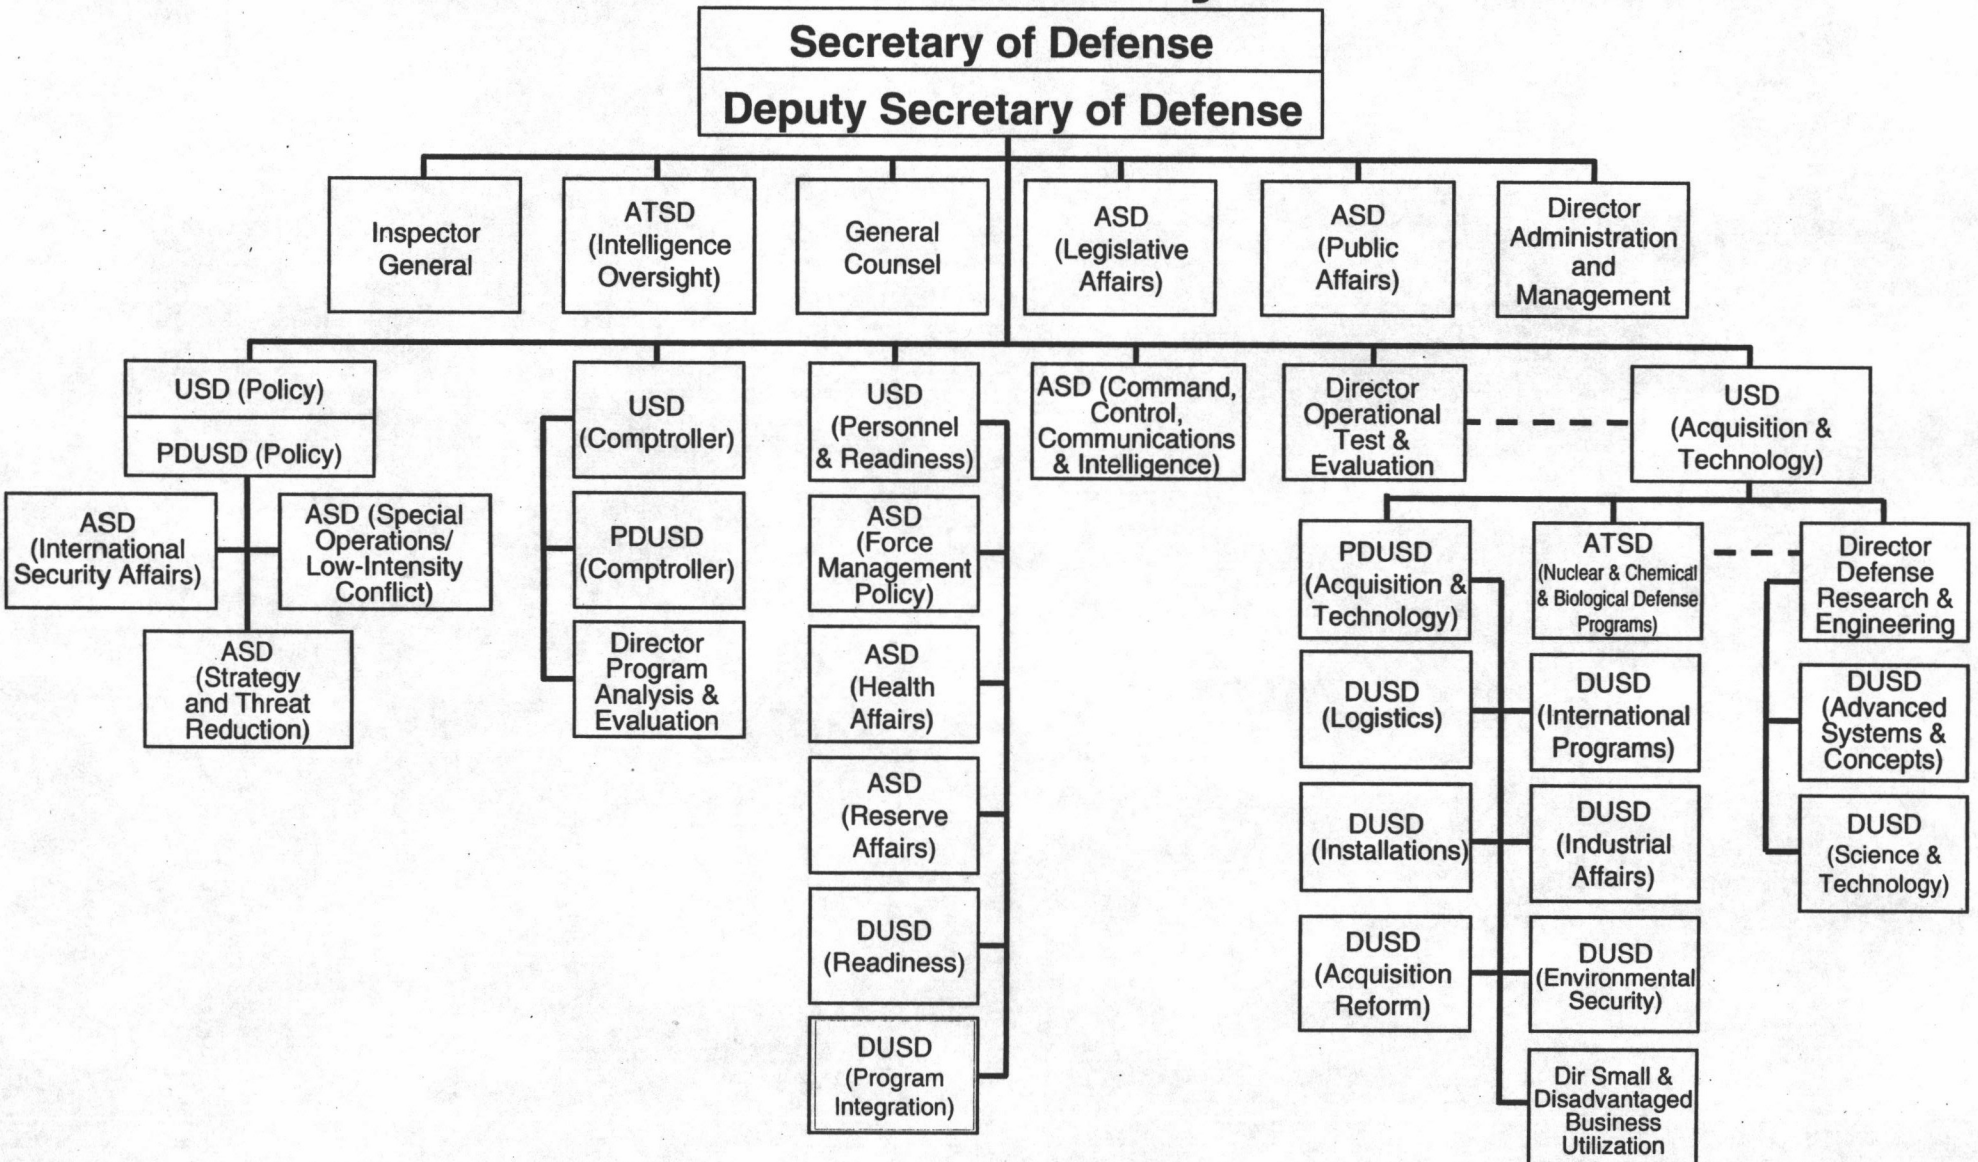 Secretary of Defense
Deputy Secretary of Defense
Inspector
General
ATSD
(Intelligence
Oversight)
General
Counsel
ASD
(Legislative
Affairs)
ASD
(Public
Affairs)
Director
Administration
and
Management
USD (Policy)
PDUSD (Policy)
ASD
(International
Security Affairs)
ASD (Special
Operations/
Low-Intensity
Conflict)
ASD
(Strategy
and Threat
Reduction)
USD
(Comptroller)
PDUSD
(Comptroller)
Director
Program
Analysis &
Evaluation
USD
(Personnel
& Readiness)
ASD
(Force
Management
Policy)
ASD
(Health
Affairs)
ASD
(Reserve
Affairs)
DUSD
(Readiness)
DUSD
(Program
Integration)
ASD (Command,
Control,
Communications
& Intelligence)
Director
Operational
Test &
Evaluation
USD
(Acquisition &
Technology)
PDUSD
(Acquisition &
Technology)
DUSD
(Logistics)
DUSD
(Installations)
DUSD
(Acquisition
Reform)
ATSD
(Nuclear & Chemical
& Biological Defense
Programs)
DUSD
(International
Programs)
DUSD
(Industrial
Affairs)
DUSD
(Environmental
Security)
Dir Small &
Disadvantaged
Business
Utilization
Director
Defense
Research &
Engineering
DUSD
(Advanced
Systems &
Concepts)
DUSD
(Science &
Technology)